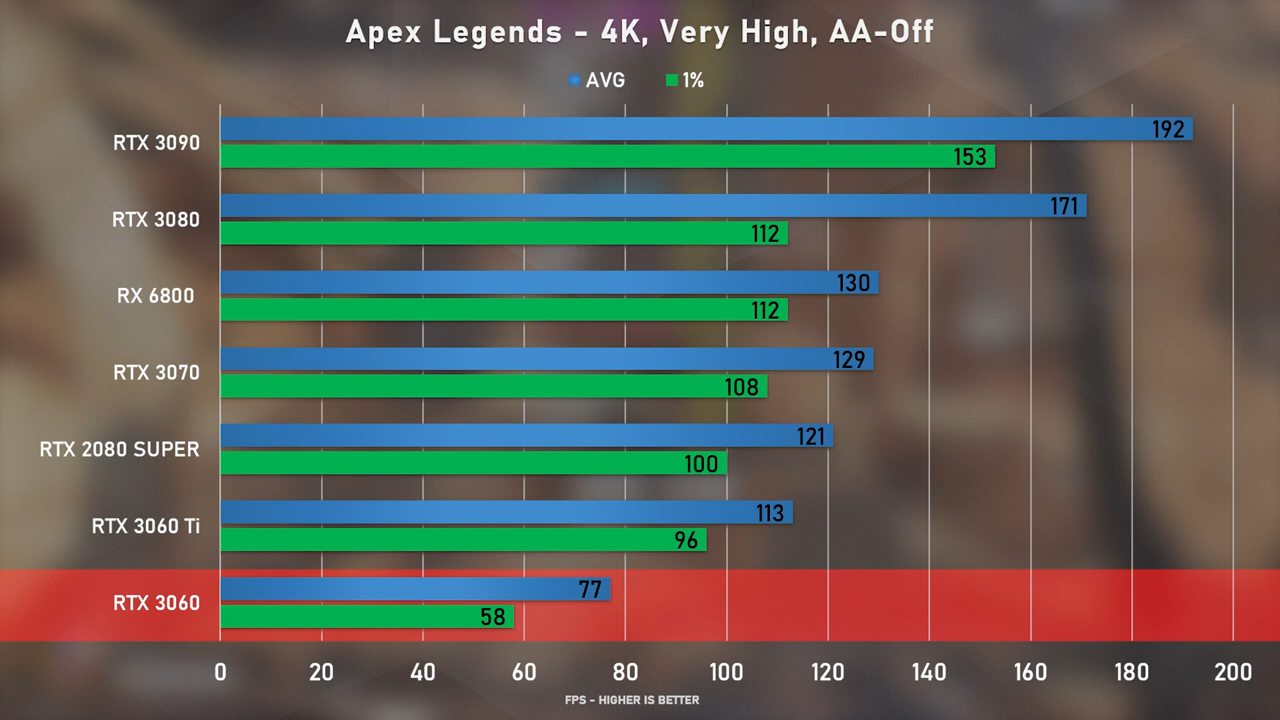 Apex Legends - 4K, Very High, AA-Off
AVG 1%
RTX 3090 192
153
RTX 3080 171
112
RX 6800 130
112
RTX 3070 129
108
RTX 2080 SUPER 121
100
RTX 3060 Ti 113
96
RTX 3060 77
58
0 20 40 60 80 100 120 140 160 180 200
FPS - HIGHER IS BETTER